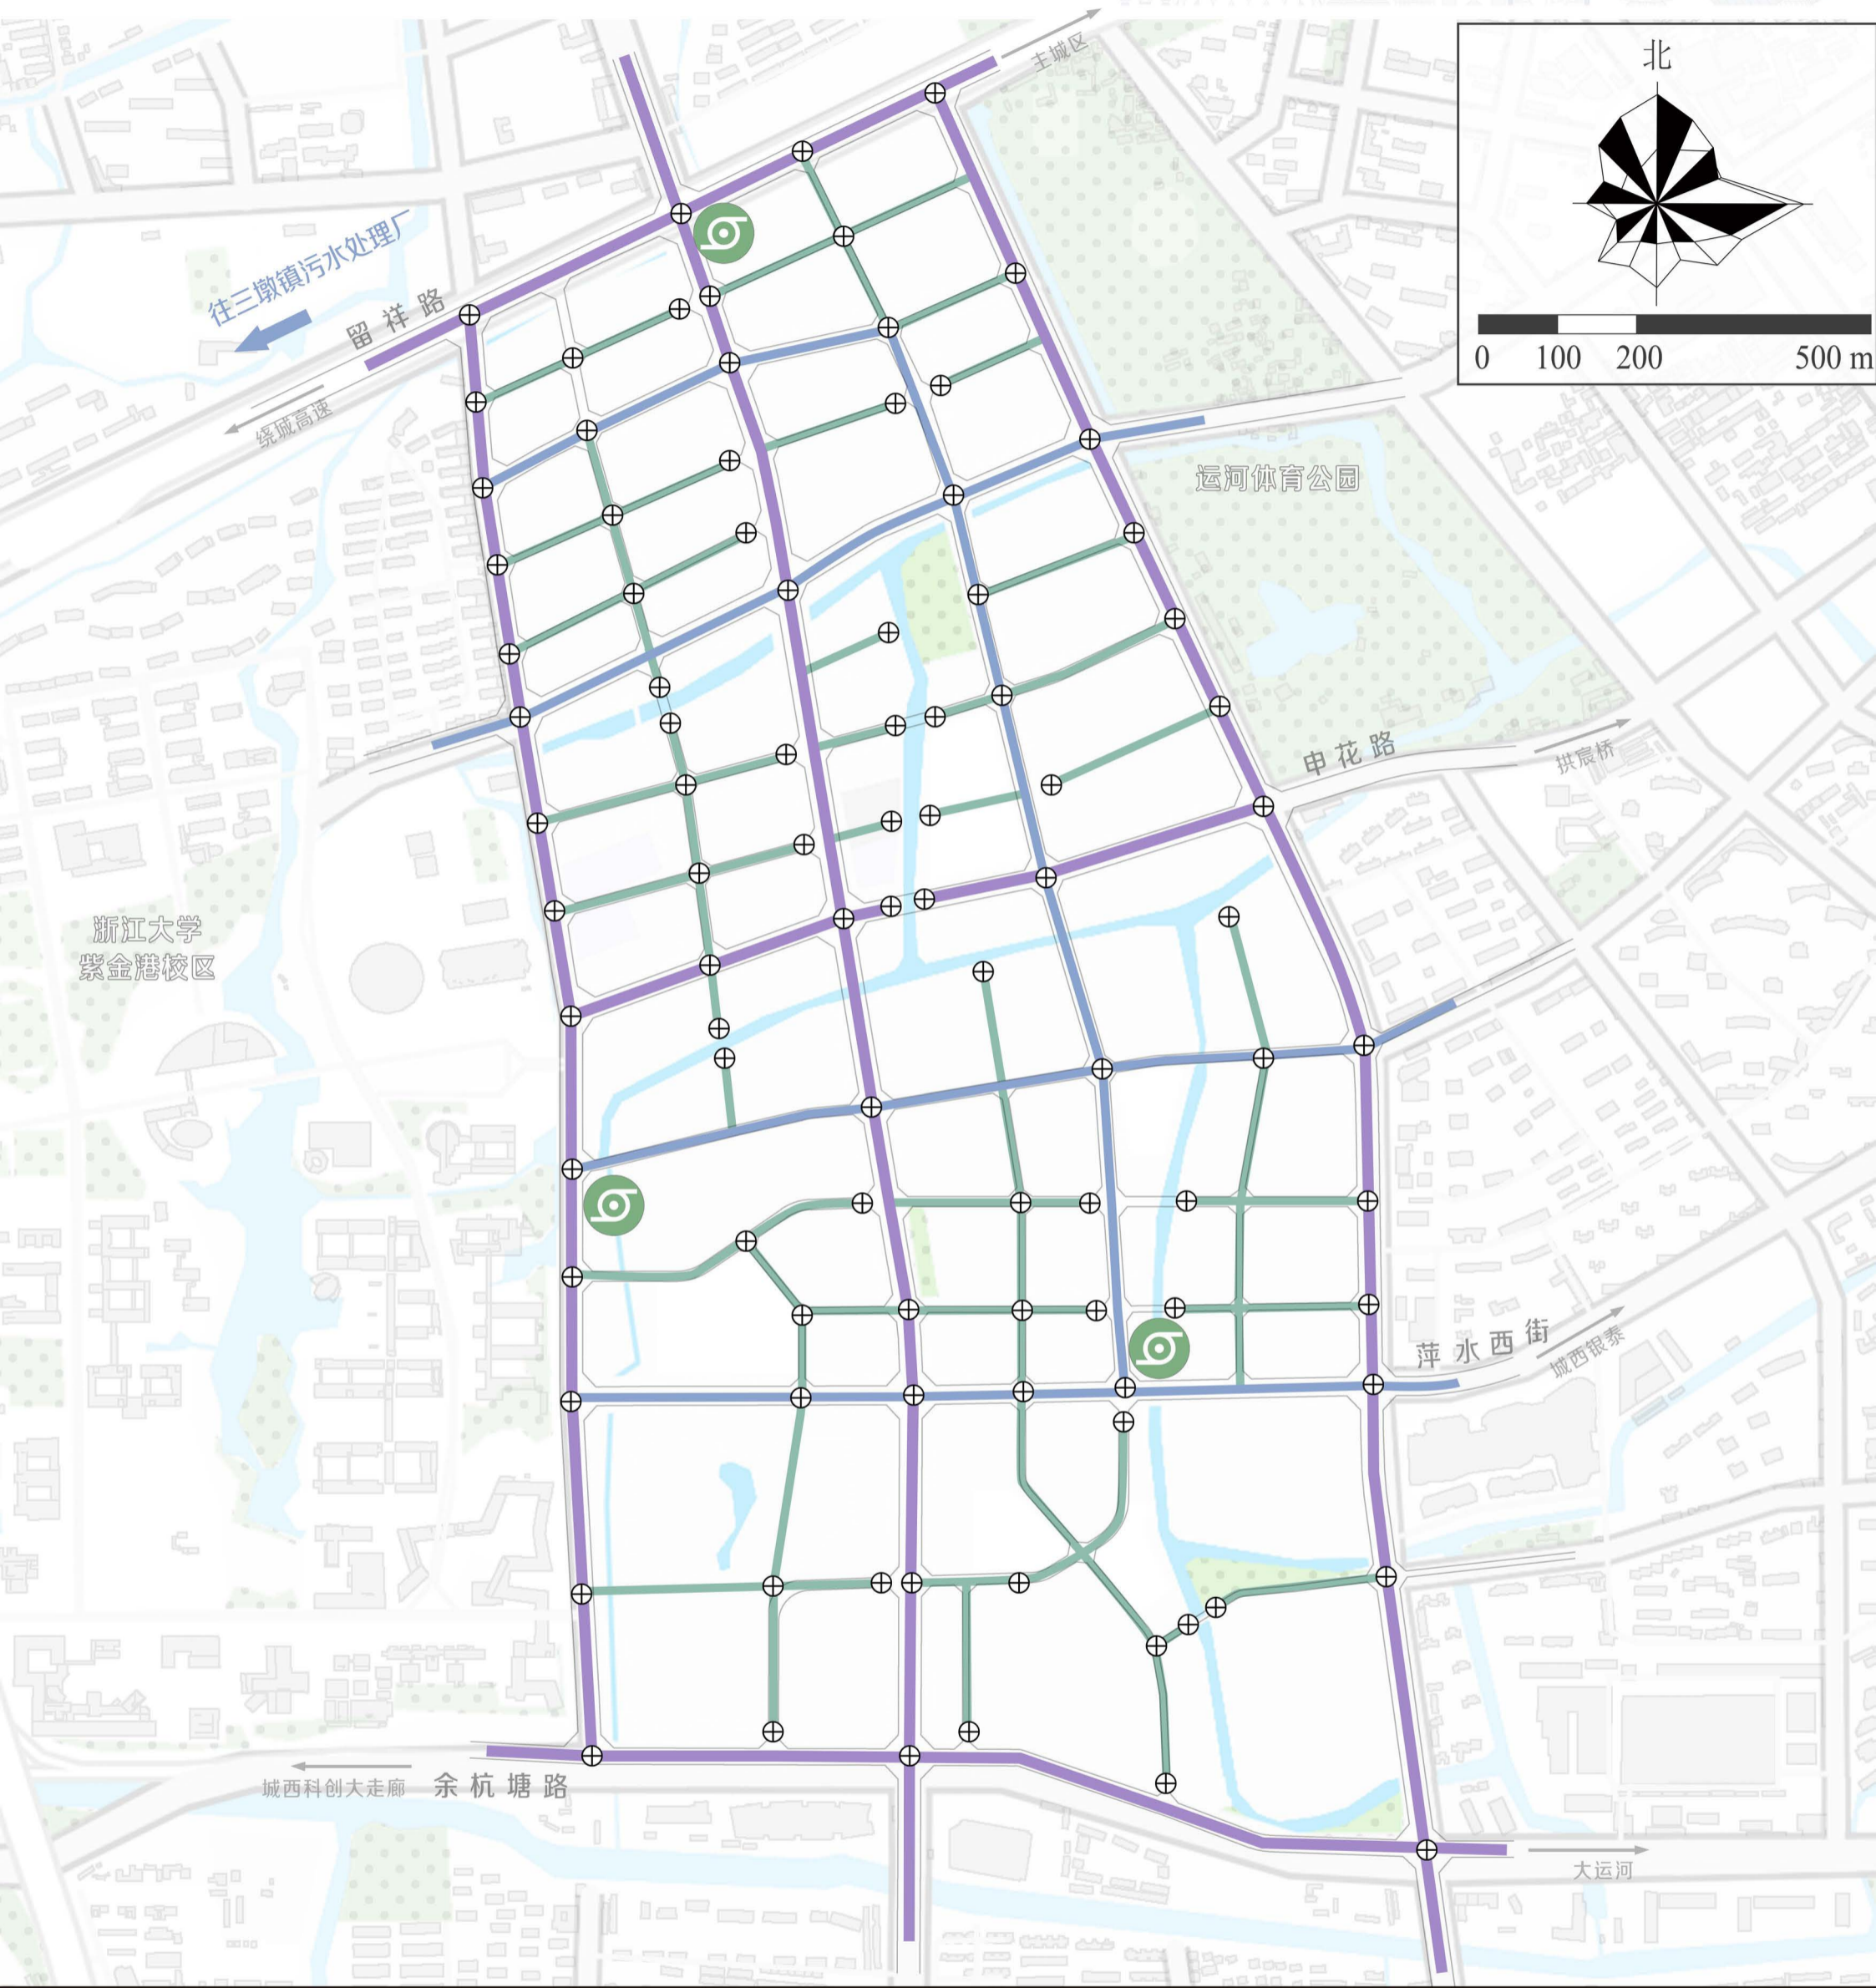 主城区
北
往三墩镇污水处理厂
留祥路
0 100 200 500 m
绕城高速
运河体育公园
申花路
拱宸桥
浙江大学
紫金港校区
萍水西街
城西银泰
城西科创大走廊
余杭塘路
大运河